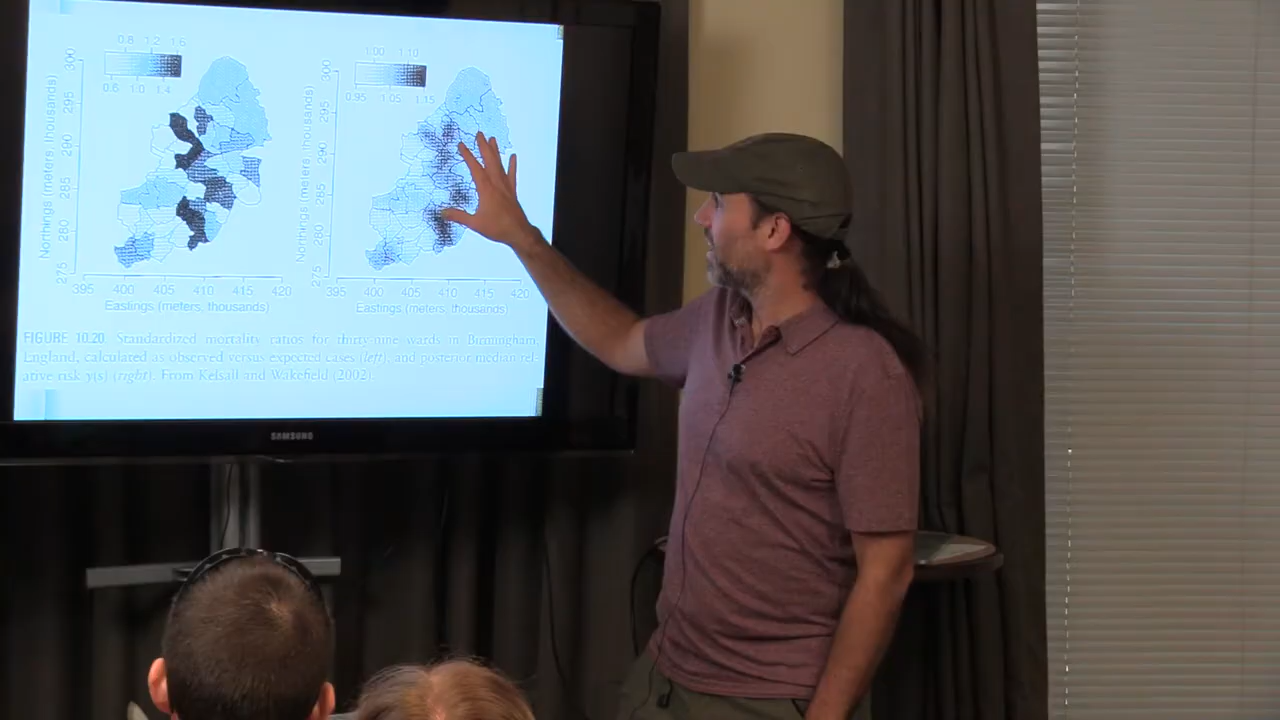 0.8 1.2 1.6
0.6 1.0 1.4
Northings (meters, thousands)
275 280 285 290 295 300
395 400 405 410 415 420
Eastings (meters, thousands)
1.00 1.10
0.95 1.05 1.15
Northings (meters, thousands)
275 280 285 290 295 300
395 400 405 410 415 420
Eastings (meters, thousands)
FIGURE 10.20 Standardized mortality ratios for thirty-nine wards in Birmingham,
England, calculated as observed versus expected cases (left), and posterior median rel-
ative risk γ(s) (right). From Kelsall and Wakefield (2002).
SAMSUNG